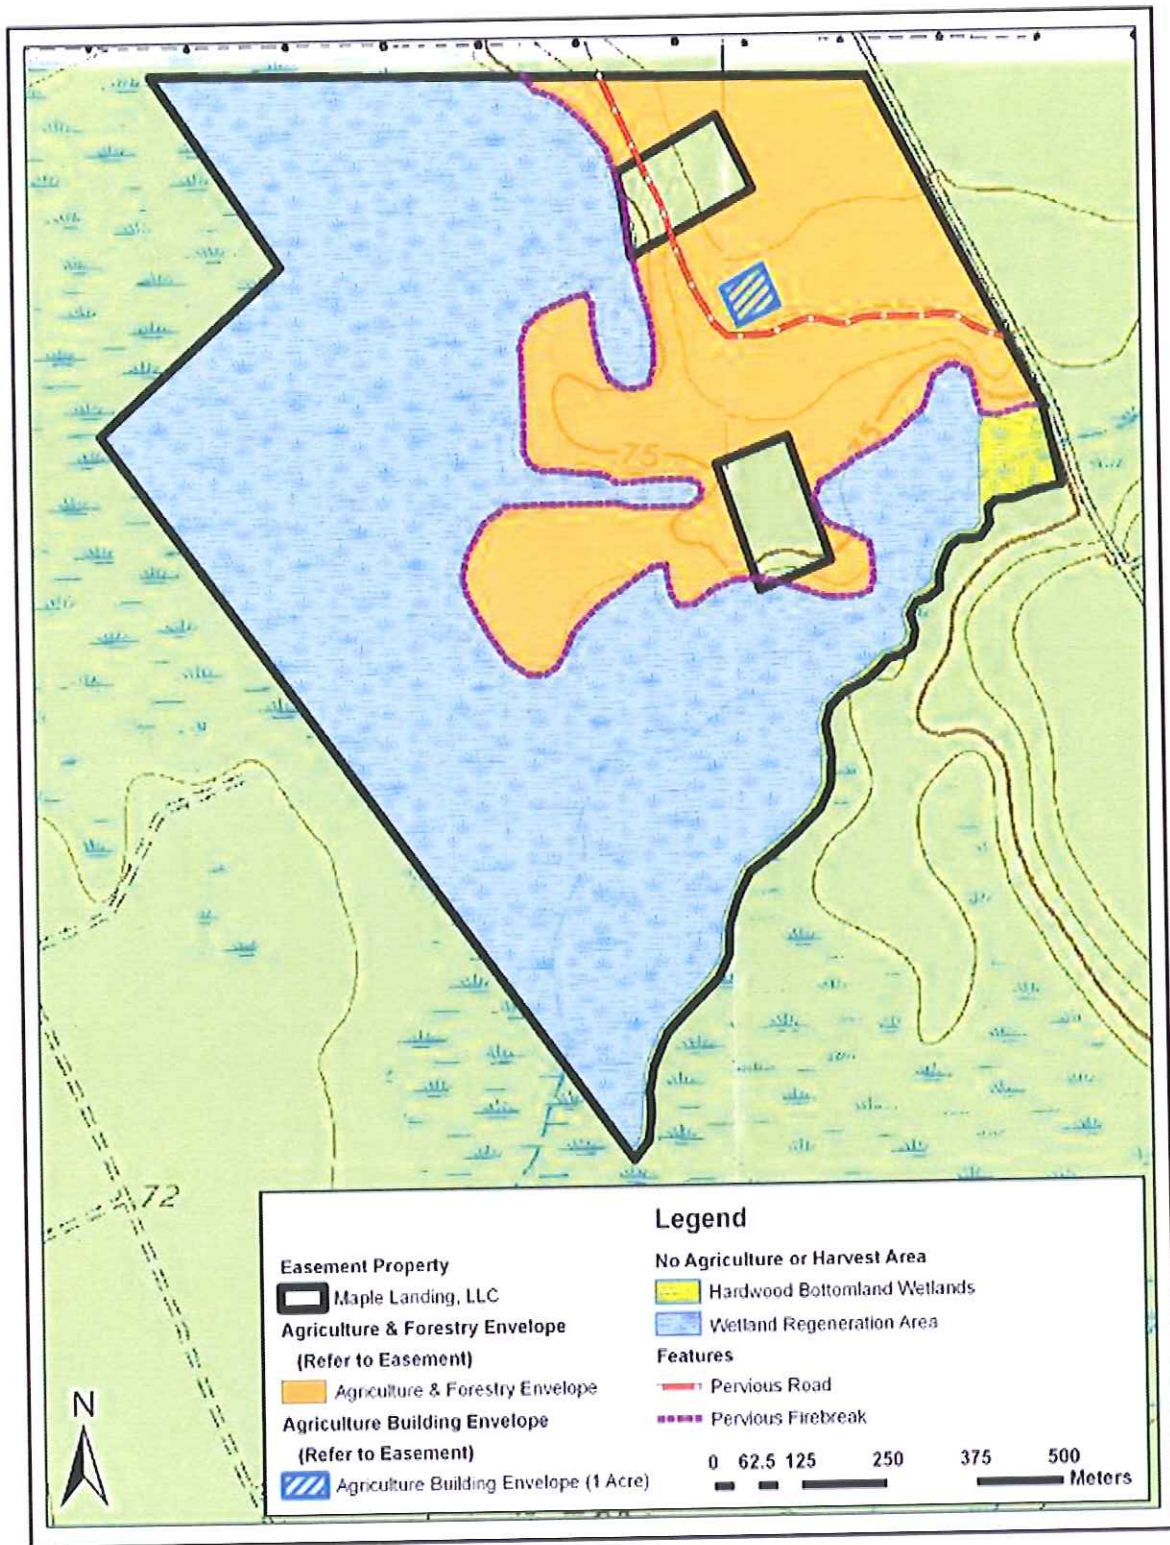 75
75
72
Legend
Easement Property
Maple Landing, LLC
Agriculture & Forestry Envelope
(Refer to Easement)
Agriculture & Forestry Envelope
Agriculture Building Envelope
(Refer to Easement)
Agriculture Building Envelope (1 Acre)
No Agriculture or Harvest Area
Hardwood Bottomland Wetlands
Wetland Regeneration Area
Features
Pervious Road
Pervious Firebreak
0 62.5 125 250 375 500
Meters
N